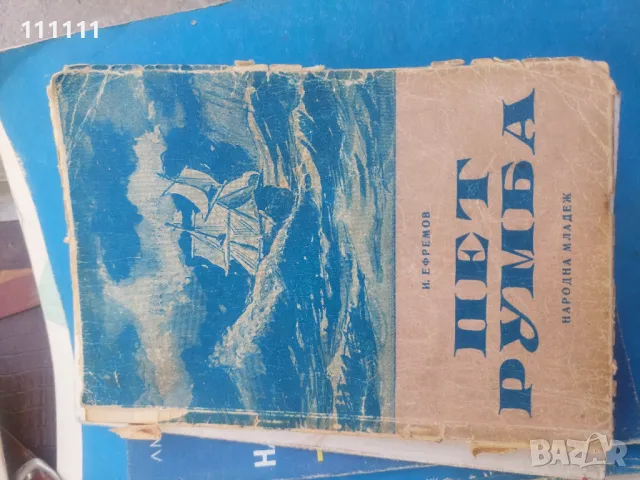 111111
И. ЕФРЕМОВ
ПЕТ
РУМБА
НАРОДНА МЛАДЕЖ
BAZAR